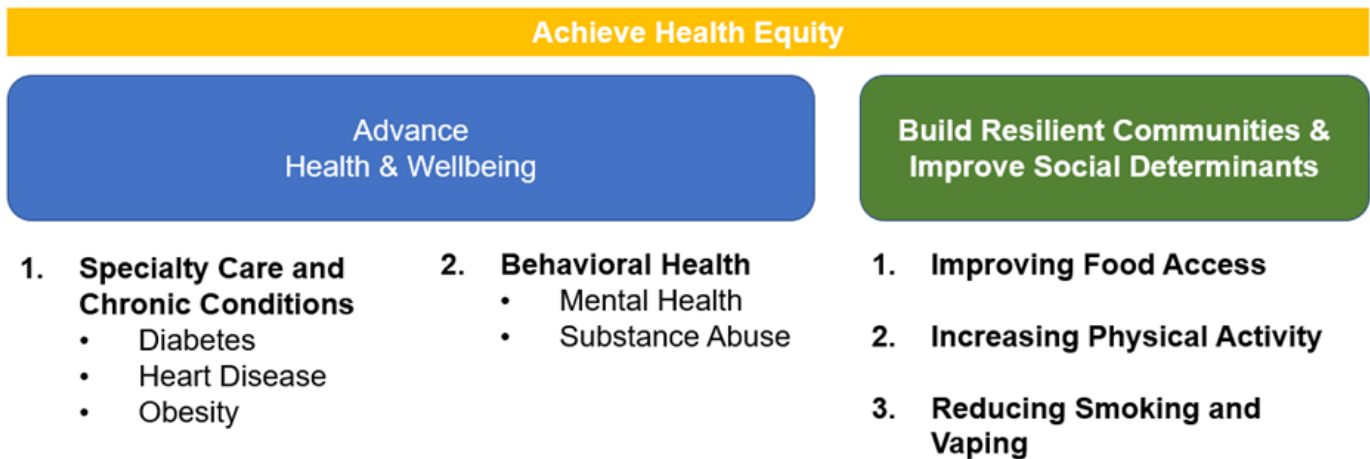 Achieve Health Equity
Advance
Health & Wellbeing
1. Specialty Care and
Chronic Conditions
• Diabetes
• Heart Disease
• Obesity
2. Behavioral Health
• Mental Health
• Substance Abuse
Build Resilient Communities &
Improve Social Determinants
1. Improving Food Access
2. Increasing Physical Activity
3. Reducing Smoking and
Vaping